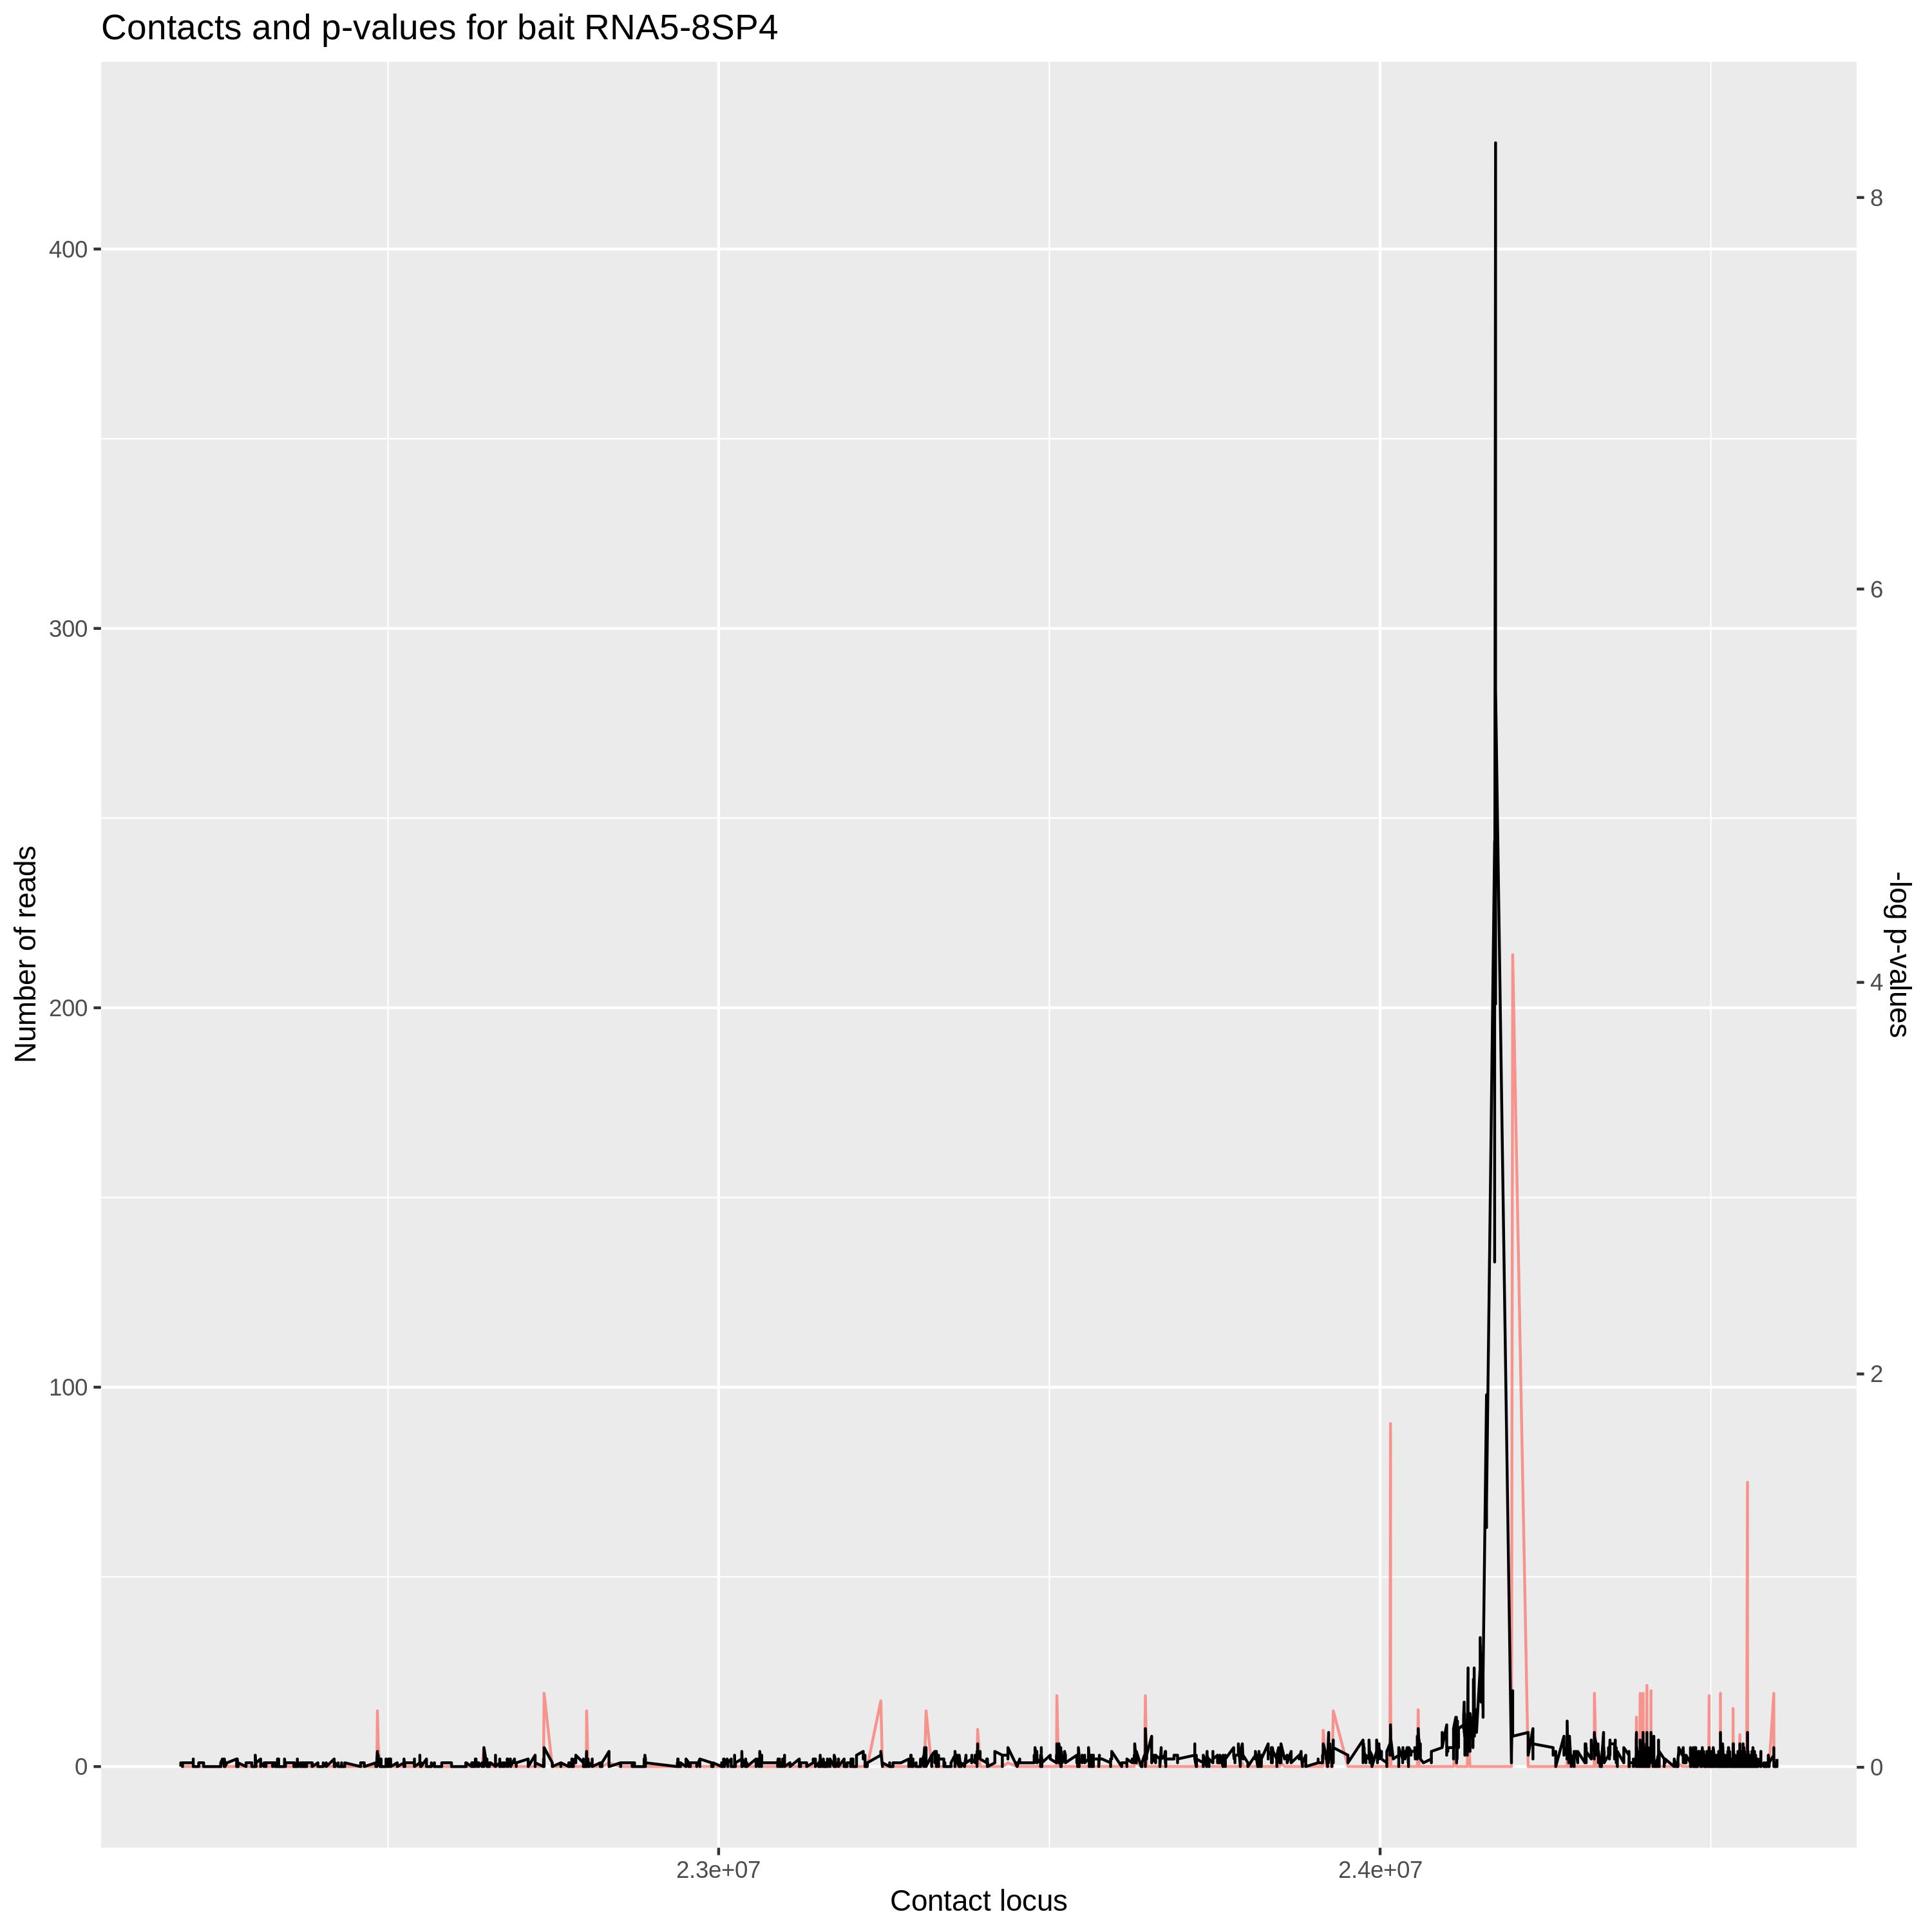 Contacts and p-values for bait RNA5-8SP4
Number of reads
400
300
200
100
0
8
6
4
2
0
-log p-values
2.3e+07
2.4e+07
Contact locus